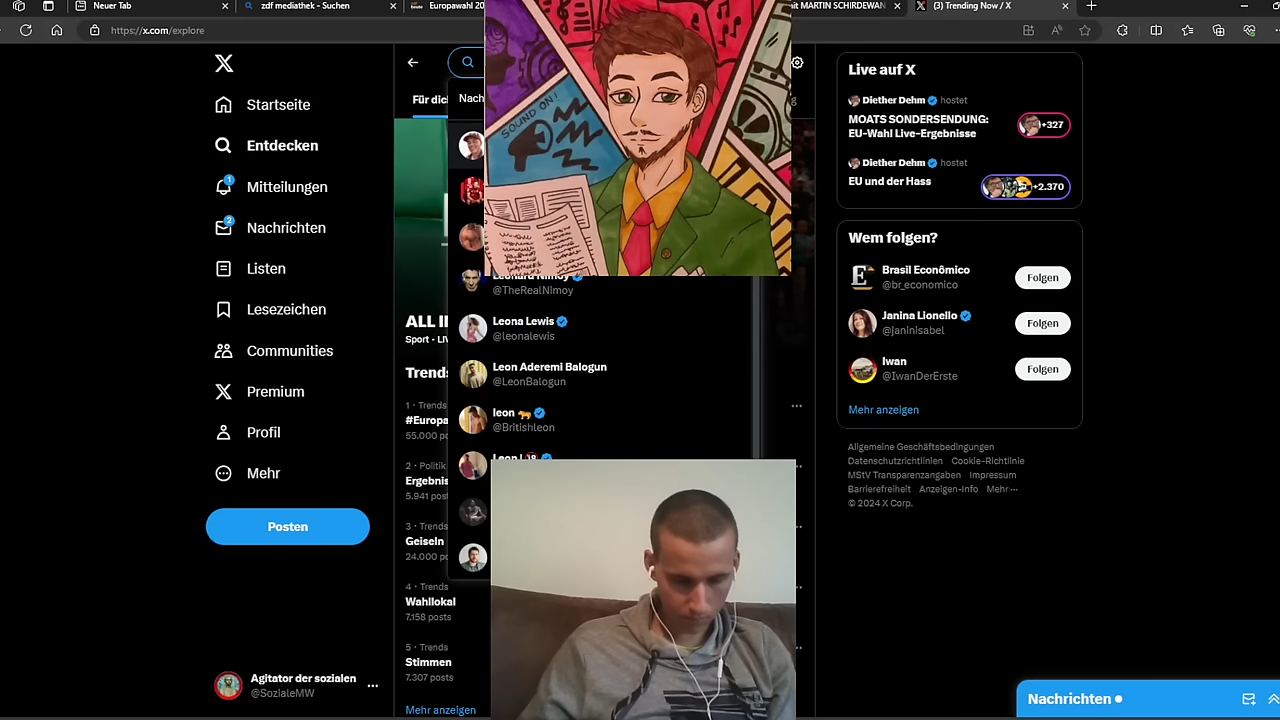 Neuer Tab
zdf mediathek - Suchen
Europawahl 20
it MARTIN SCHIRDEWAN
(3) Trending Now / X
https://x.com/explore
Startseite
Entdecken
1
Mitteilungen
2
Nachrichten
Listen
Lesezeichen
Communities
Premium
Profil
Mehr
Posten
Agitator der sozialen
@SozialeMW
Für dich
Nach
SOUND ON!
@TheRealNimoy
Leona Lewis
@leonalewis
Leon Aderemi Balogun
@LeonBalogun
leon
@Britishleon
Sport - LIV
Trends
1 · Trends
#Europa
55.000 po
2 · Politik
Ergebnis
5.941 post
3 · Trends
Geiseln
24.000 po
4 · Trends
Wahllokal
7.158 posts
5 · Trends
Stimmen
7.307 posts
Mehr anzeigen
Live auf X
Diether Dehm hostet
MOATS SONDERSENDUNG:
EU-Wahl Live-Ergebnisse
+327
Diether Dehm hostet
EU und der Hass
+2.370
Wem folgen?
Brasil Econômico
@br_economico
Folgen
Janina Lionello
@janinisabel
Folgen
Iwan
@IwanDerErste
Folgen
Mehr anzeigen
Allgemeine Geschäftsbedingungen
Datenschutzrichtlinien Cookie-Richtlinie
MStV Transparenzangaben Impressum
Barrierefreiheit Anzeigen-Info Mehr ···
© 2024 X Corp.
Nachrichten